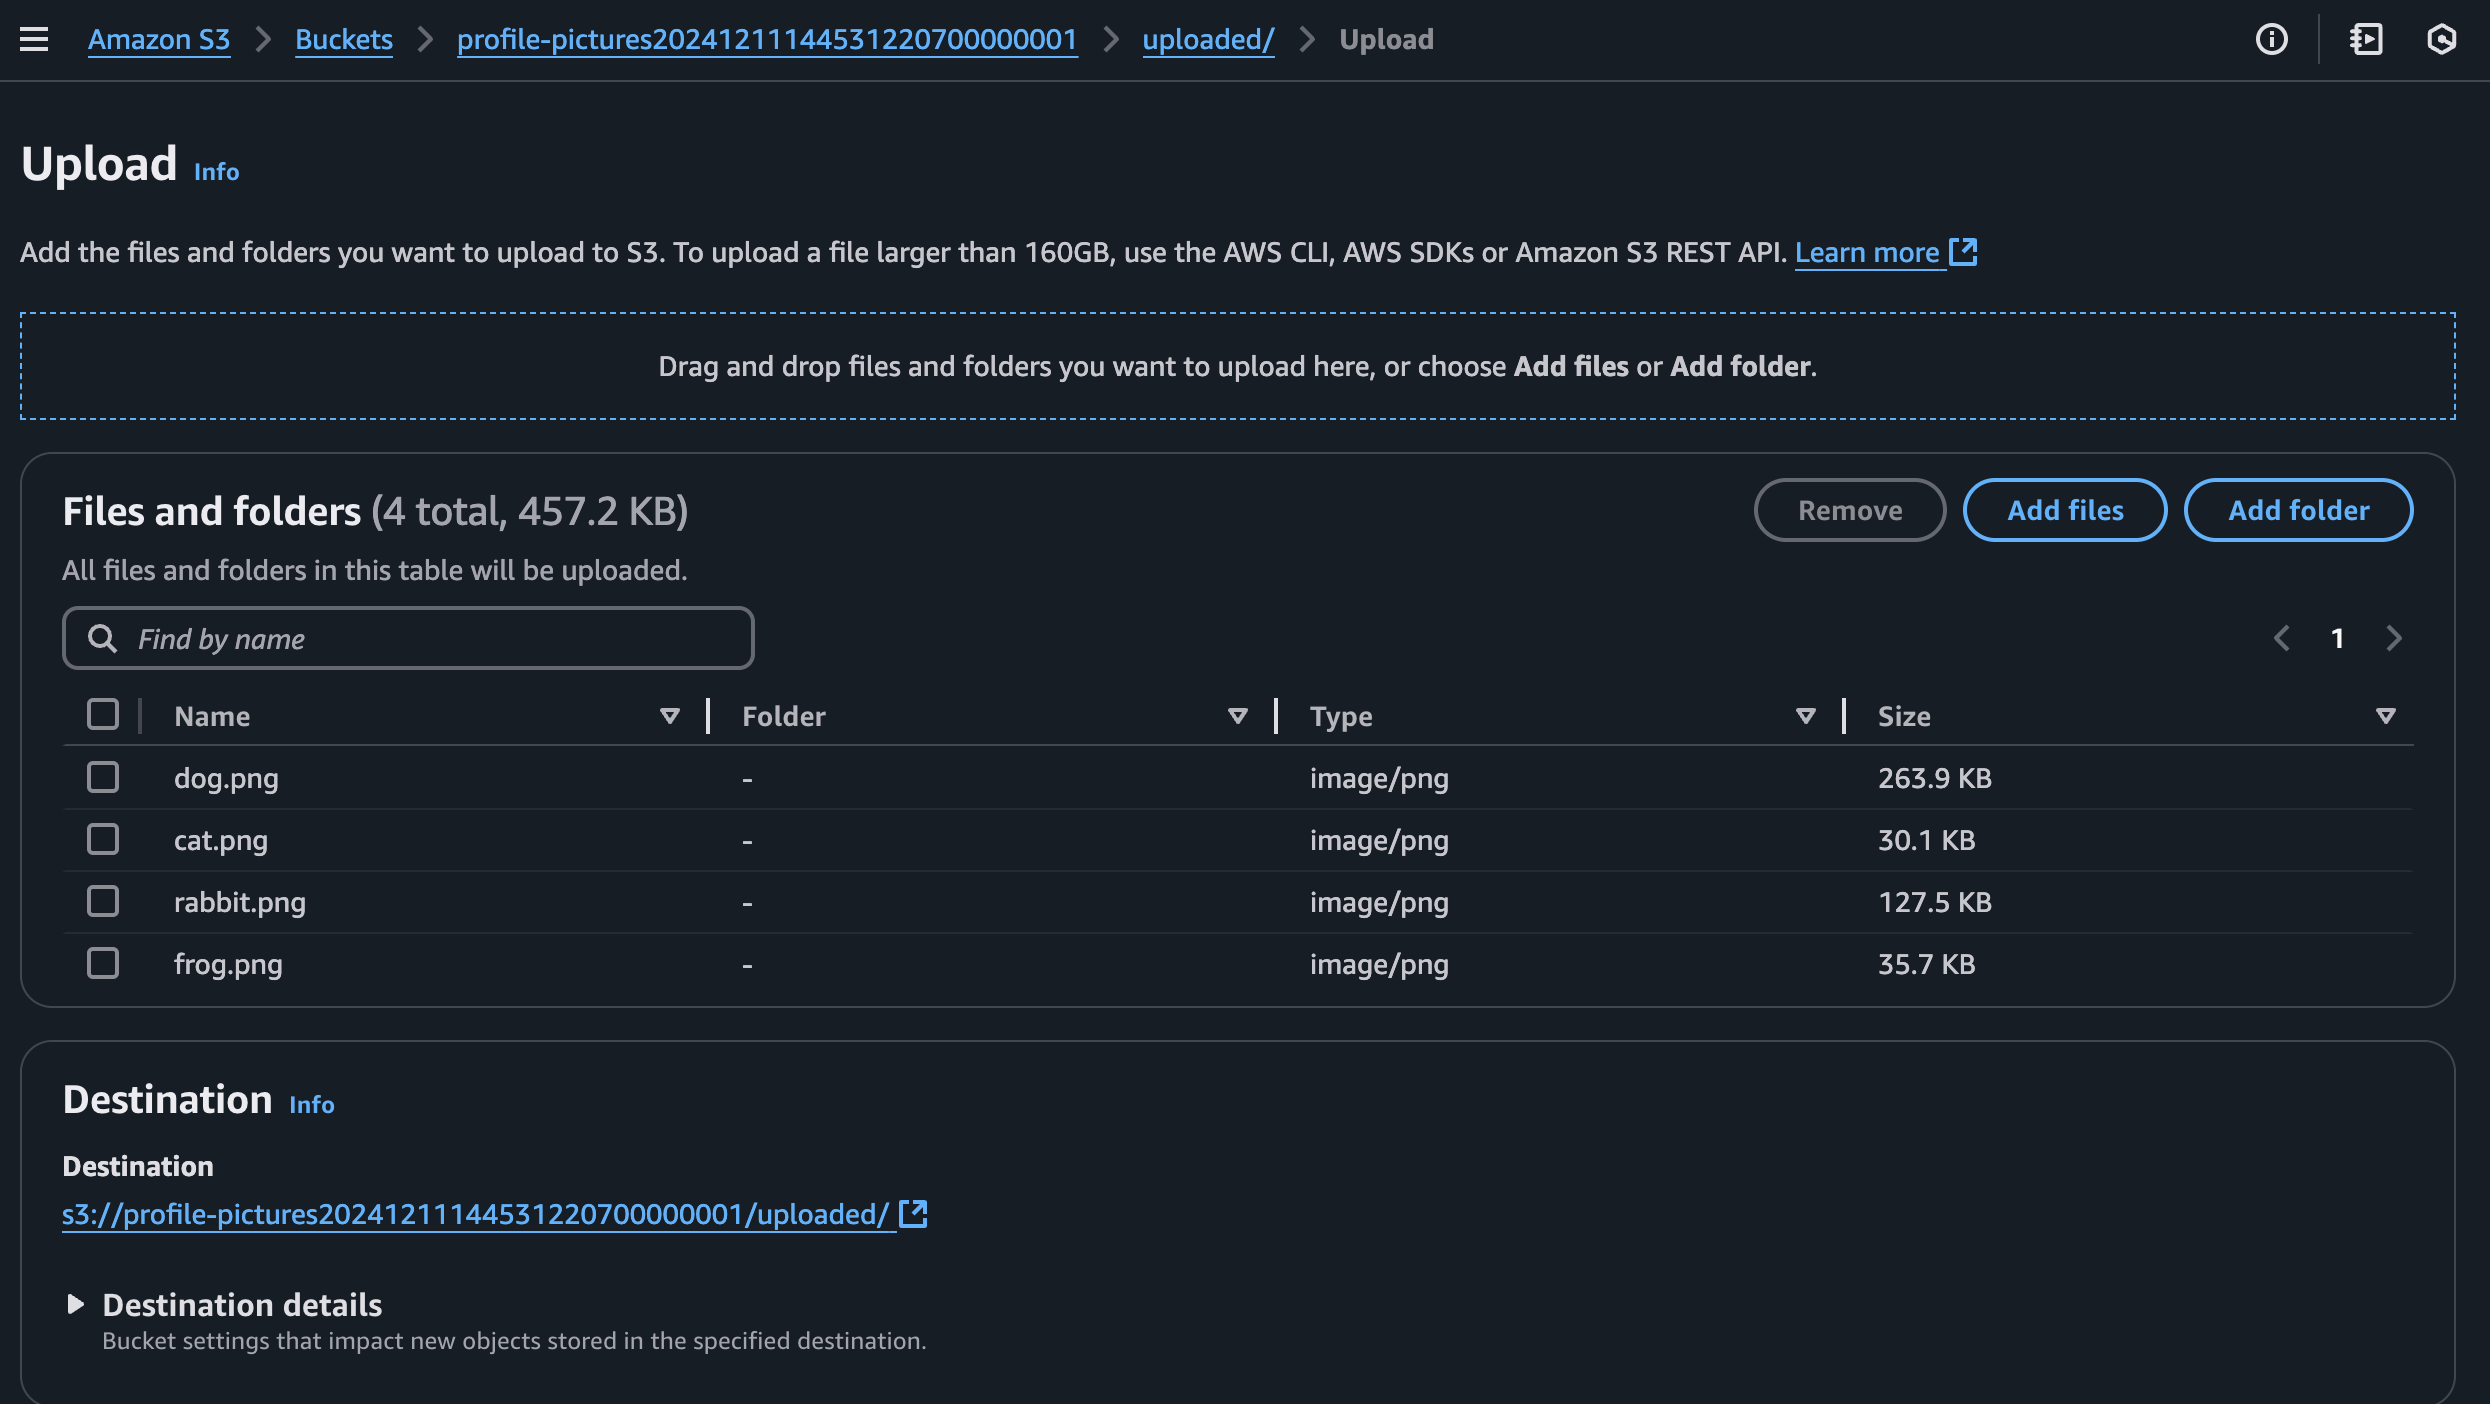 Amazon S3 > Buckets > profile-pictures20241211144531220700000001 > uploaded/ > Upload
Upload Info
Add the files and folders you want to upload to S3. To upload a file larger than 160GB, use the AWS CLI, AWS SDKs or Amazon S3 REST API. Learn more
Drag and drop files and folders you want to upload here, or choose Add files or Add folder.
Files and folders (4 total, 457.2 KB)
Remove Add files Add folder
All files and folders in this table will be uploaded.
Find by name
1
Name Folder Type Size
dog.png - image/png 263.9 KB
cat.png - image/png 30.1 KB
rabbit.png - image/png 127.5 KB
frog.png - image/png 35.7 KB
Destination Info
Destination
s3://profile-pictures20241211144531220700000001/uploaded/
Destination details
Bucket settings that impact new objects stored in the specified destination.